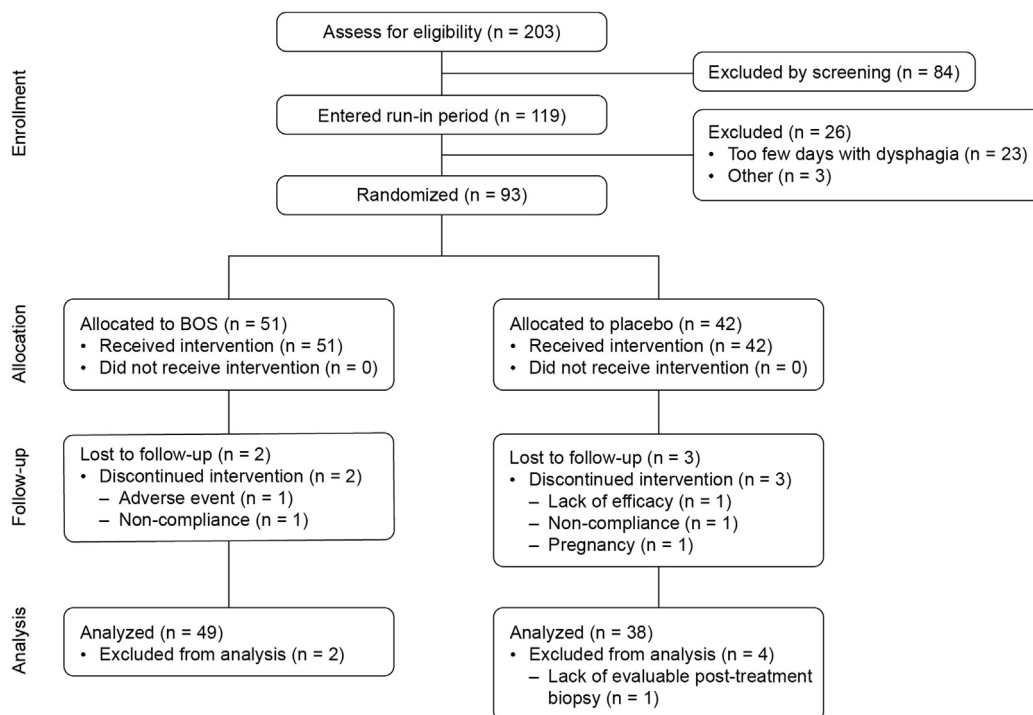 Enrollment
Assess for eligibility (n = 203)
Excluded by screening (n = 84)
Entered run-in period (n = 119)
Excluded (n = 26)
• Too few days with dysphagia (n = 23)
• Other (n = 3)
Randomized (n = 93)
Allocation
Allocated to BOS (n = 51)
• Received intervention (n = 51)
• Did not receive intervention (n = 0)
Allocated to placebo (n = 42)
• Received intervention (n = 42)
• Did not receive intervention (n = 0)
Follow-up
Lost to follow-up (n = 2)
• Discontinued intervention (n = 2)
– Adverse event (n = 1)
– Non-compliance (n = 1)
Lost to follow-up (n = 3)
• Discontinued intervention (n = 3)
– Lack of efficacy (n = 1)
– Non-compliance (n = 1)
– Pregnancy (n = 1)
Analysis
Analyzed (n = 49)
• Excluded from analysis (n = 2)
Analyzed (n = 38)
• Excluded from analysis (n = 4)
– Lack of evaluable post-treatment
biopsy (n = 1)